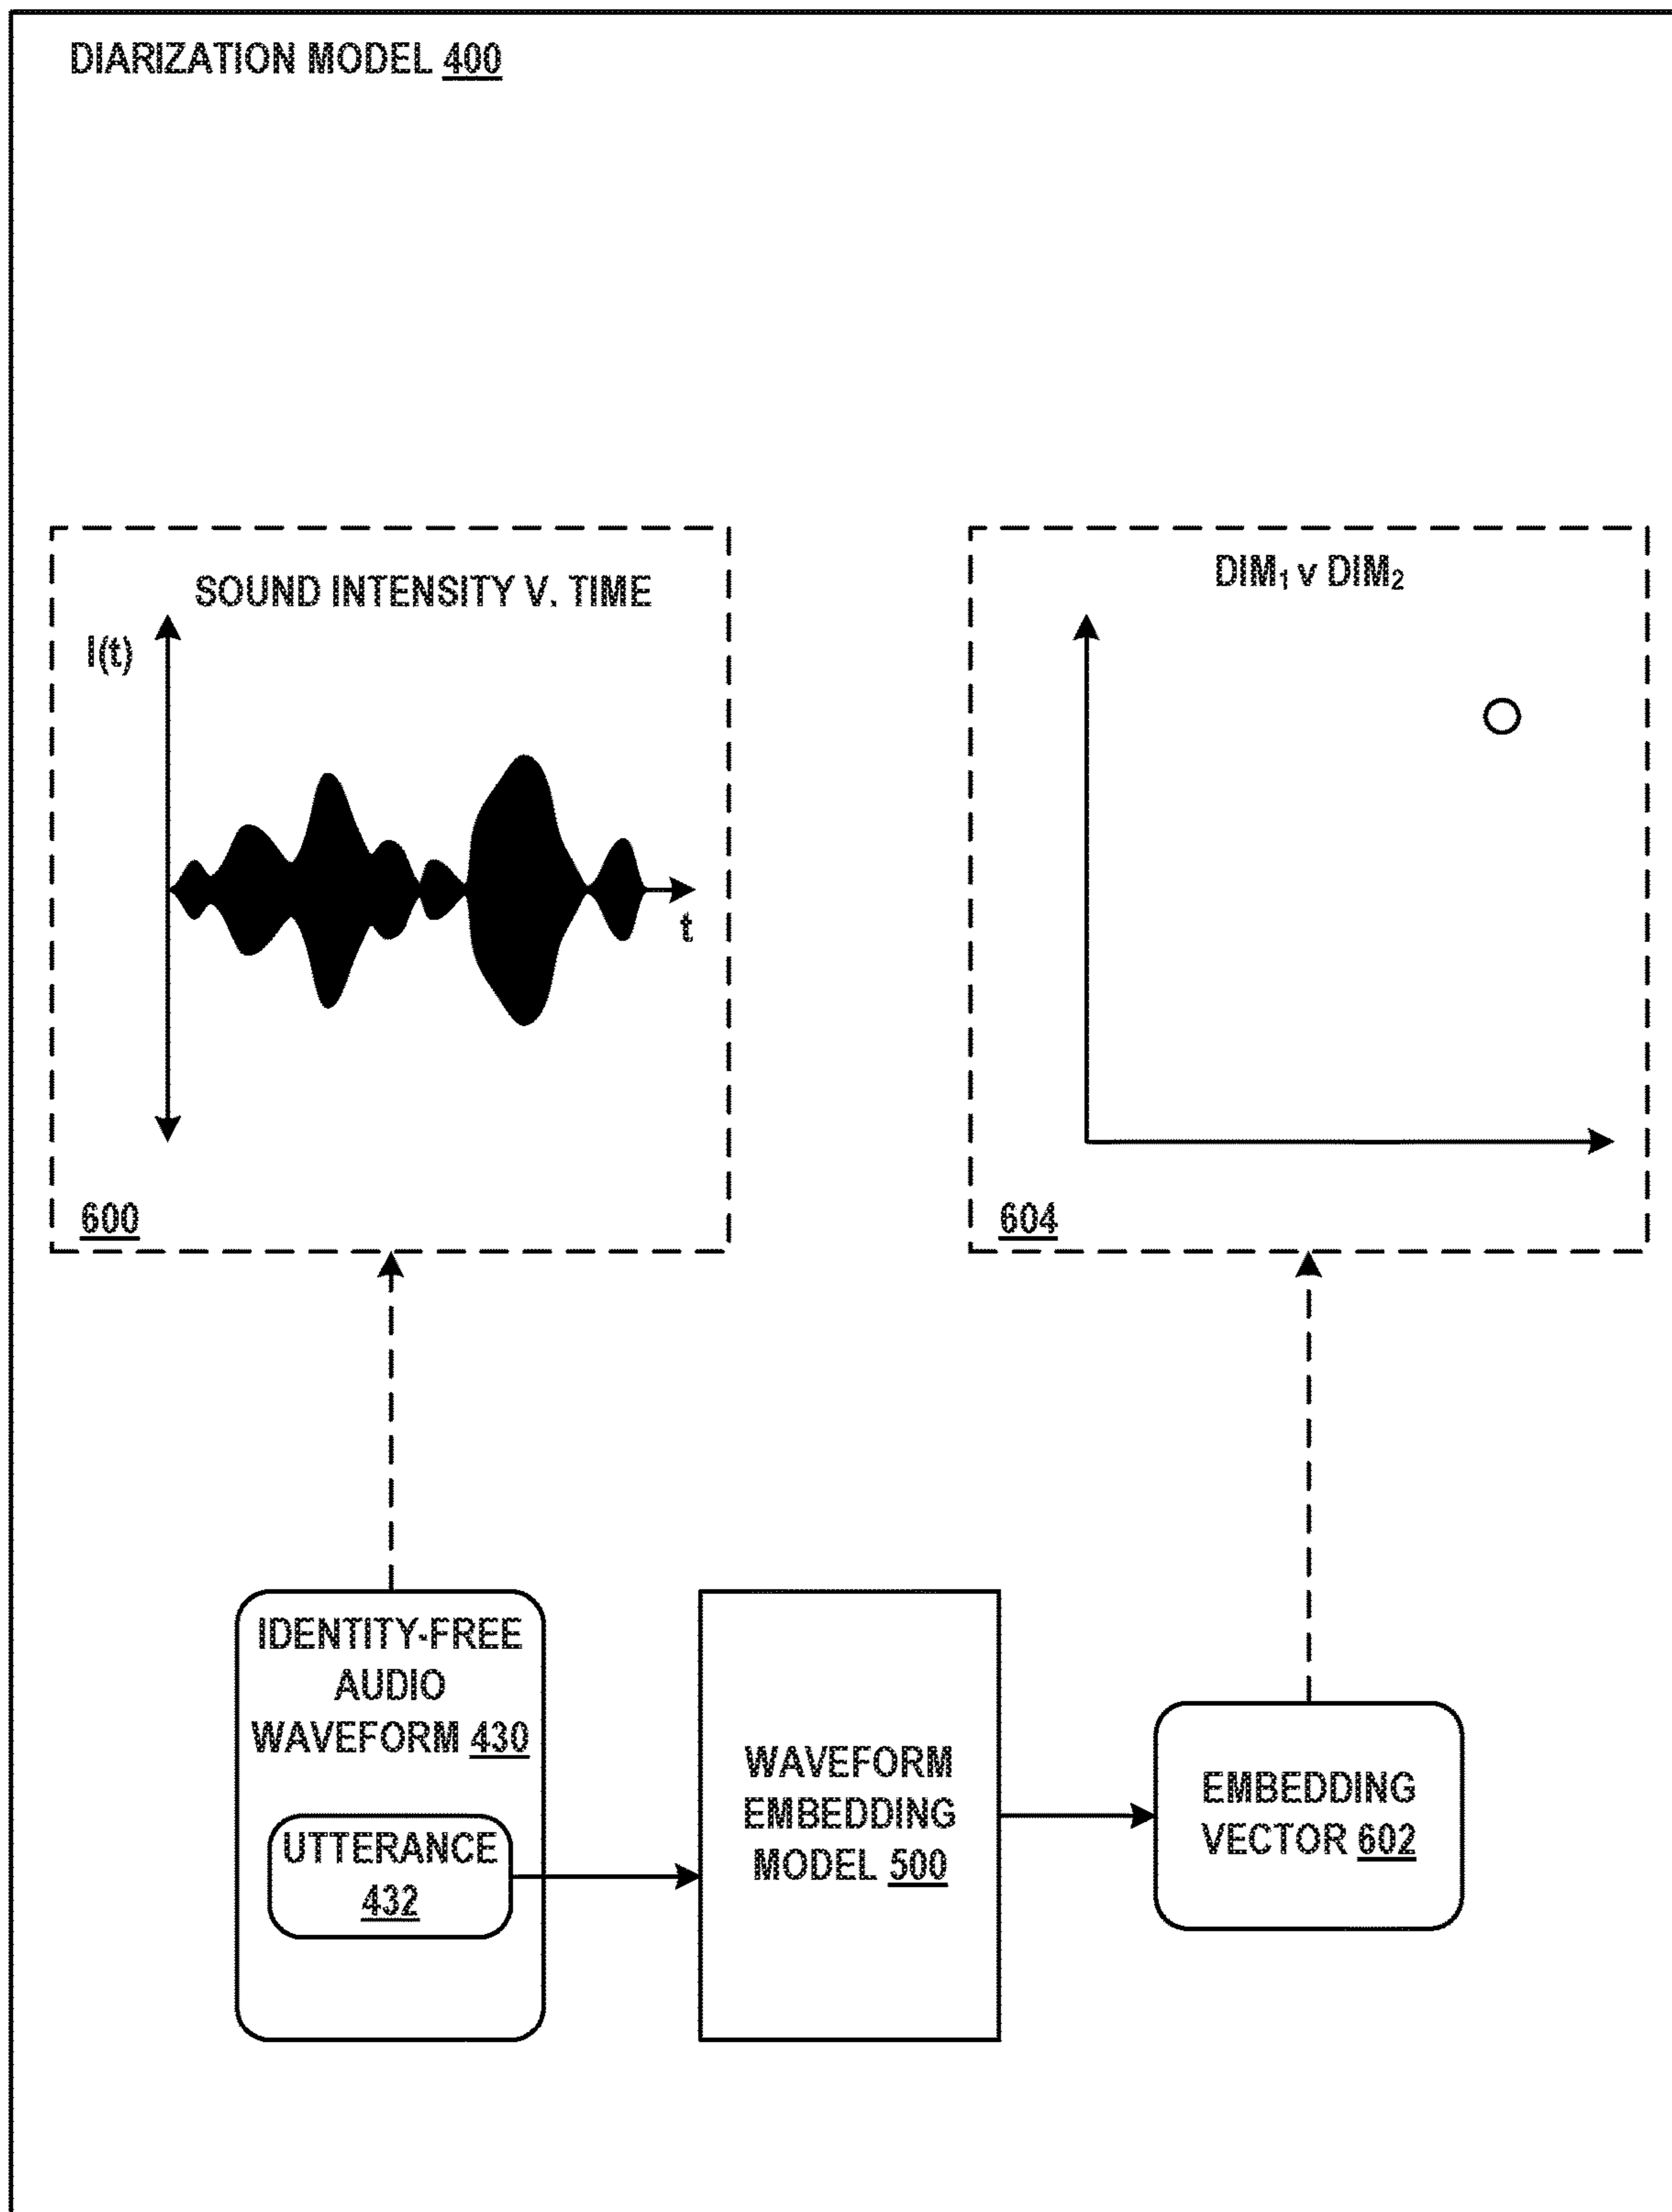 DIARIZATION MODEL 400
SOUND INTENSITY V. TIME
I(t)
t
600
DIM₁ v DIM₂
604
IDENTITY-FREE
AUDIO
WAVEFORM 430
UTTERANCE
432
WAVEFORM
EMBEDDING
MODEL 500
EMBEDDING
VECTOR 602